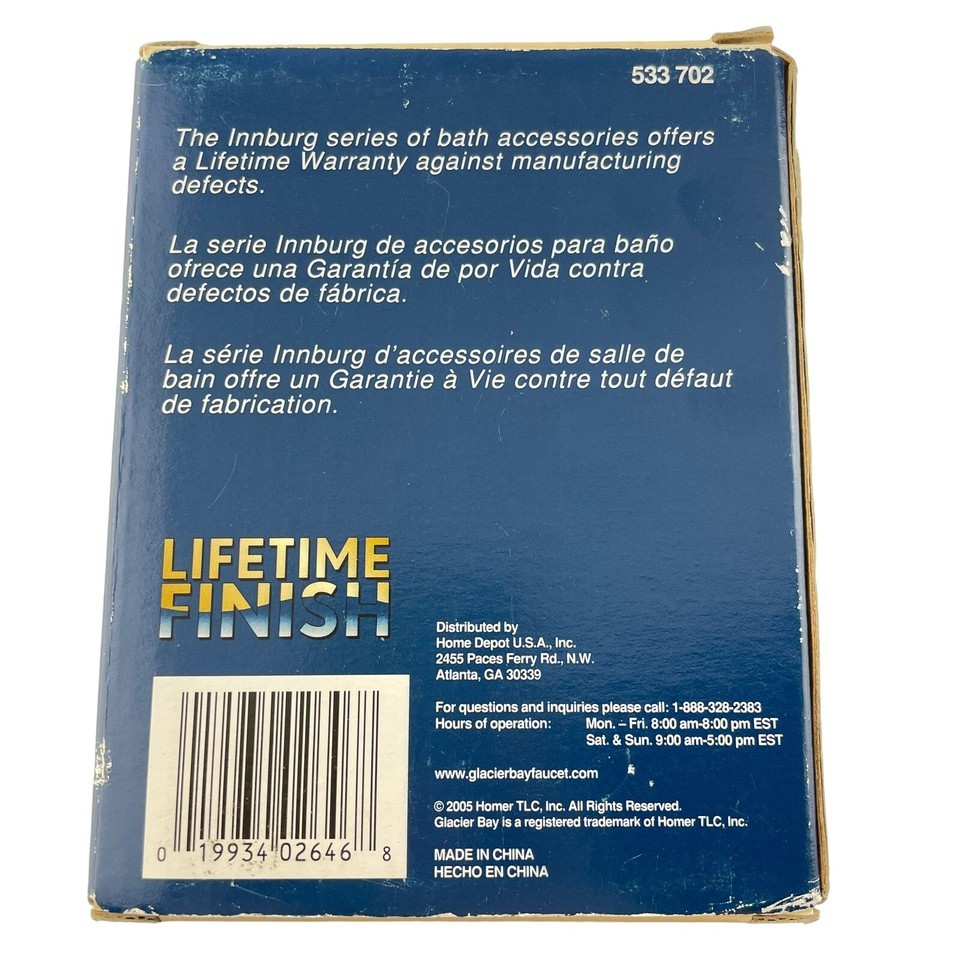 533 702
The Innburg series of bath accessories offers
a Lifetime Warranty against manufacturing
defects.
La serie Innburg de accesorios para baño
ofrece una Garantía de por Vida contra
defectos de fábrica.
La série Innburg d'accessoires de salle de
bain offre un Garantie à Vie contre tout défaut
de fabrication.
LIFETIME
FINISH
Distributed by
Home Depot U.S.A., Inc.
2455 Paces Ferry Rd., N.W.
Atlanta, GA 30339
For questions and inquiries please call: 1-888-328-2383
Hours of operation: Mon. – Fri. 8:00 am-8:00 pm EST
Sat. & Sun. 9:00 am-5:00 pm EST
www.glacierbayfaucet.com
© 2005 Homer TLC, Inc. All Rights Reserved.
Glacier Bay is a registered trademark of Homer TLC, Inc.
MADE IN CHINA
HECHO EN CHINA
0 19934 02646 8